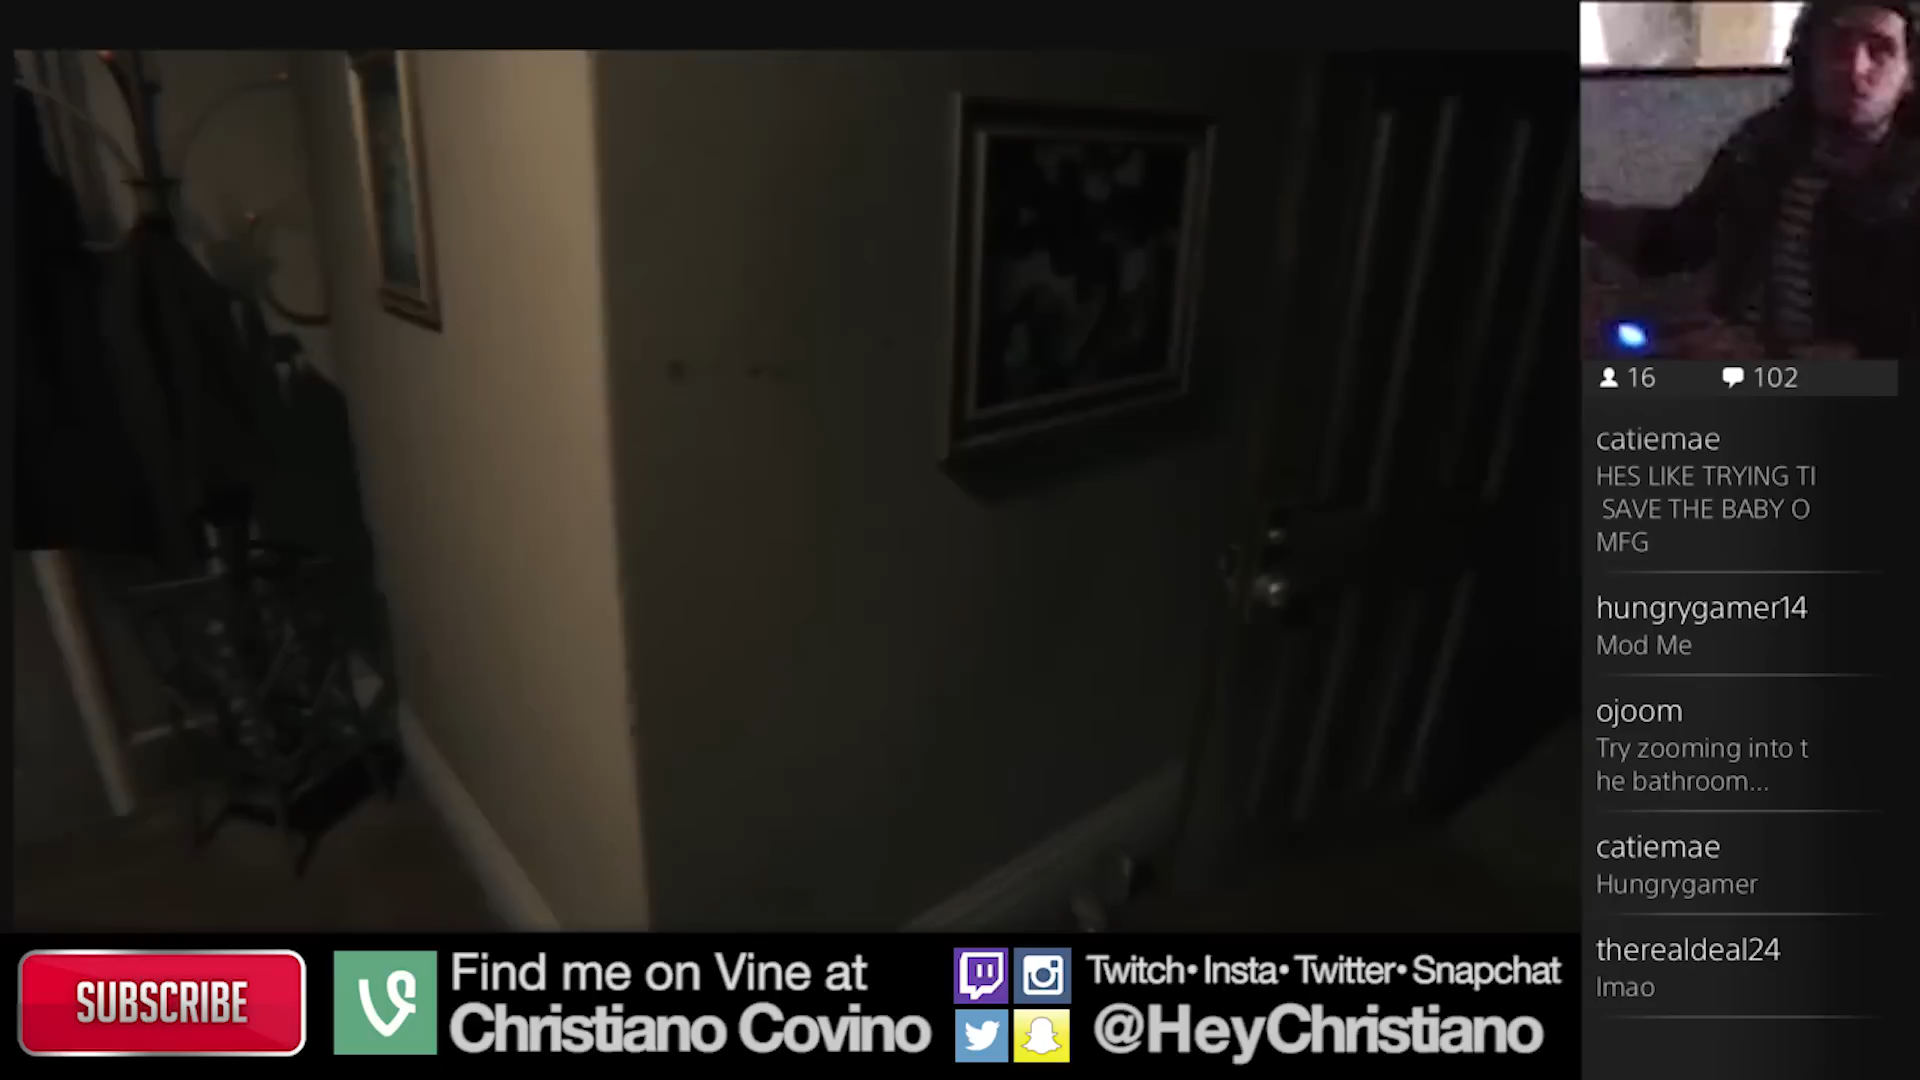 16 102
catiemae
HES LIKE TRYING TI
SAVE THE BABY O
MFG
hungrygamer14
Mod Me
ojoom
Try zooming into t
he bathroom...
catiemae
Hungrygamer
therealdeal24
lmao
SUBSCRIBE
Find me on Vine at
Christiano Covino
Twitch• Insta• Twitter• Snapchat
@HeyChristiano